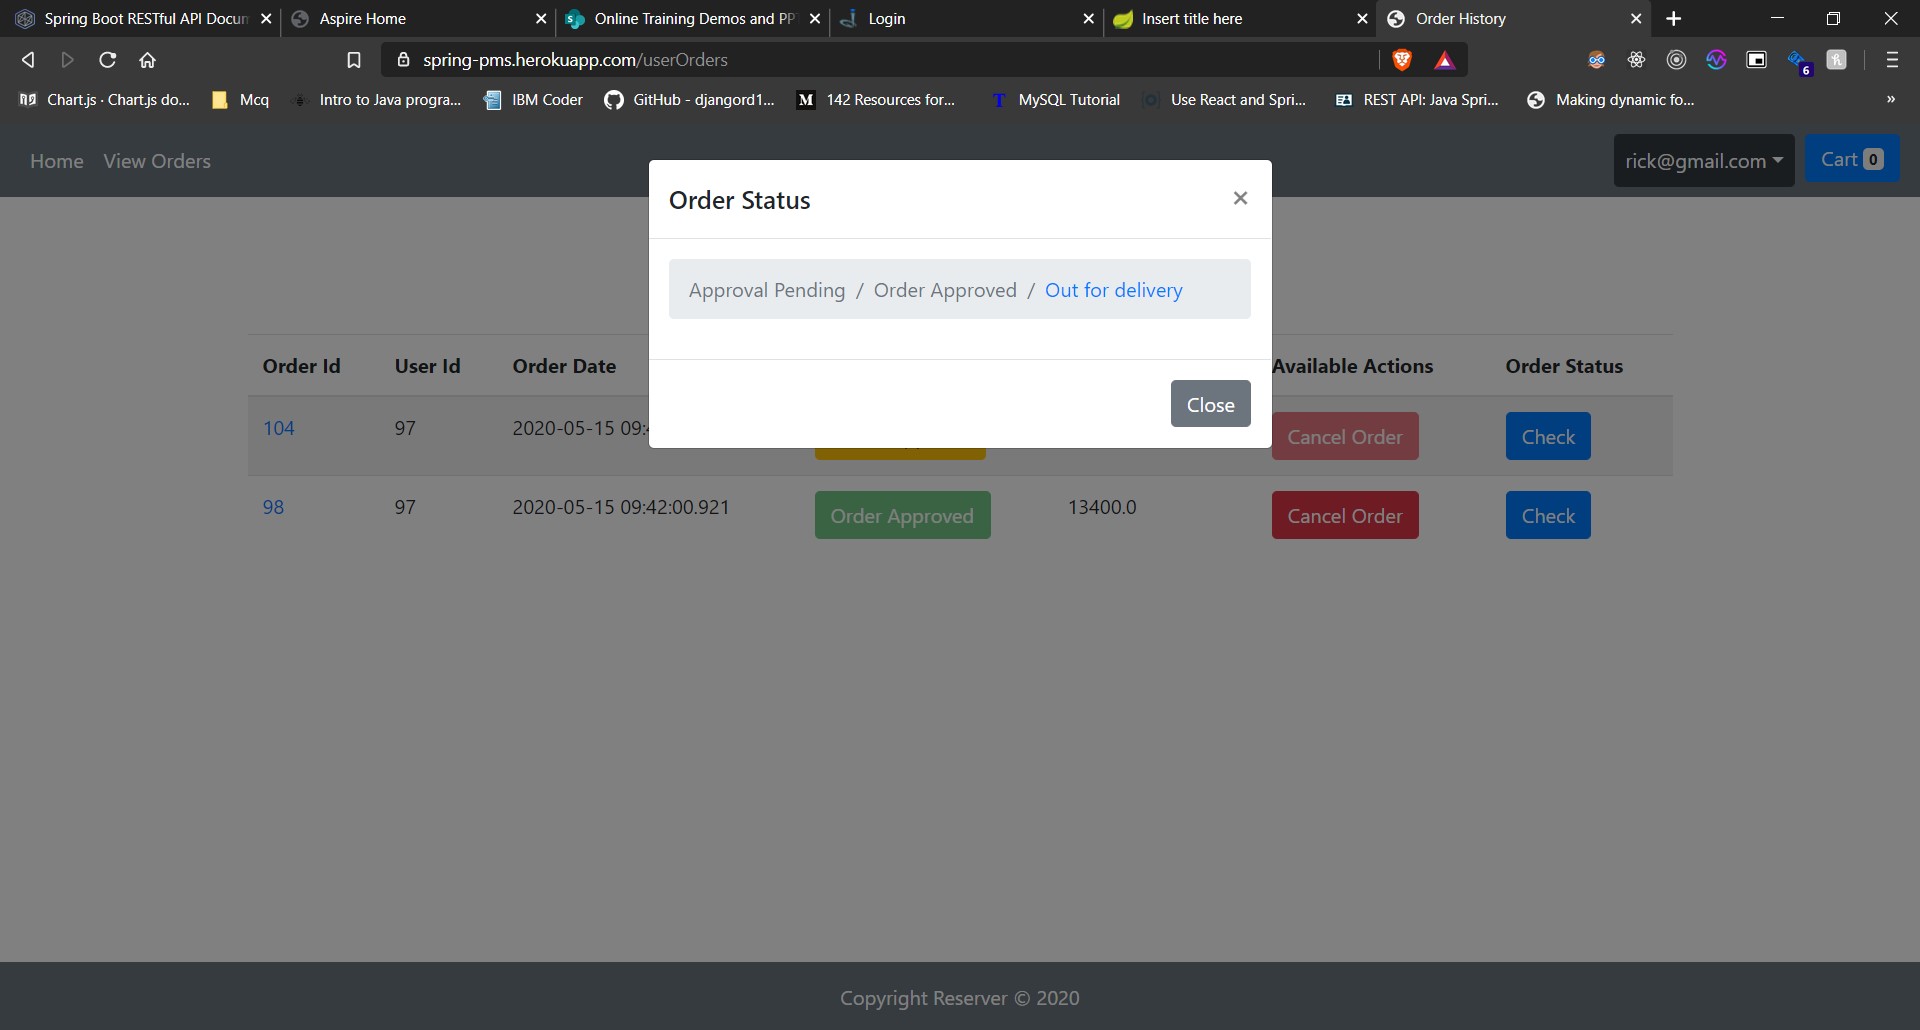 Spring Boot RESTful API Docum
Aspire Home
Online Training Demos and PP
Login
Insert title here
Order History
spring-pms.herokuapp.com/userOrders
6
Chart.js · Chart.js do...
Mcq
Intro to Java progra...
IBM Coder
GitHub - djangord1...
M
142 Resources for...
T
MySQL Tutorial
Use React and Spri...
REST API: Java Spri...
Making dynamic fo...
»
Home
View Orders
rick@gmail.com
Cart 0
Order Status
×
Approval Pending / Order Approved / Out for delivery
Close
Order Id
User Id
Order Date
Available Actions
Order Status
104
97
2020-05-15 09:
Cancel Order
Check
98
97
2020-05-15 09:42:00.921
Order Approved
13400.0
Cancel Order
Check
Copyright Reserver © 2020